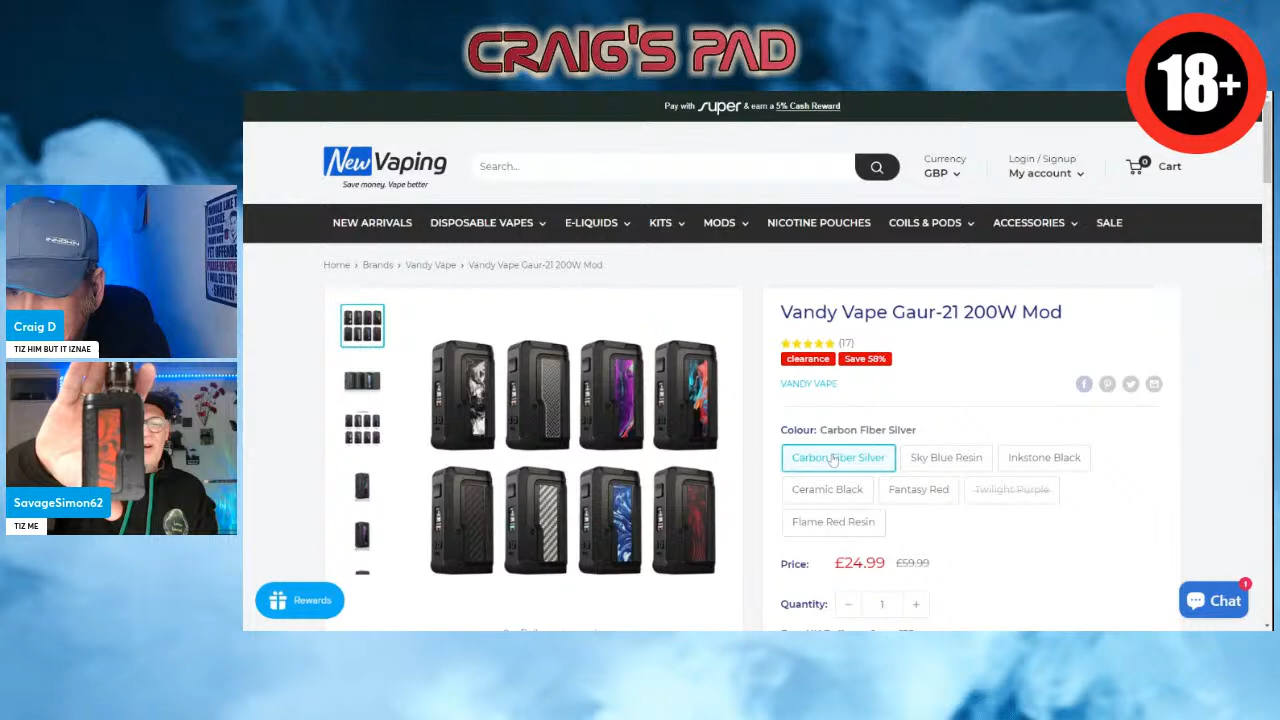 CRAIG'S PAD
18+
Pay with super & earn a 5% Cash Reward
New Vaping
Save money. Vape better
Search...
Currency
GBP
Login / Signup
My account
0
Cart
NEW ARRIVALS
DISPOSABLE VAPES
E-LIQUIDS
KITS
MODS
NICOTINE POUCHES
COILS & PODS
ACCESSORIES
SALE
Home › Brands › Vandy Vape › Vandy Vape Gaur-21 200W Mod
INNOKIN
Craig D
TIZ HIM BUT IT IZNAE
SavageSimon62
TIZ ME
Vandy Vape Gaur-21 200W Mod
(17)
clearance
Save 58%
VANDY VAPE
Colour: Carbon Fiber Silver
Carbon Fiber Silver
Sky Blue Resin
Inkstone Black
Ceramic Black
Fantasy Red
Twilight Purple
Flame Red Resin
Price: £24.99 £59.99
Quantity: − 1 +
Rewards
Chat
1